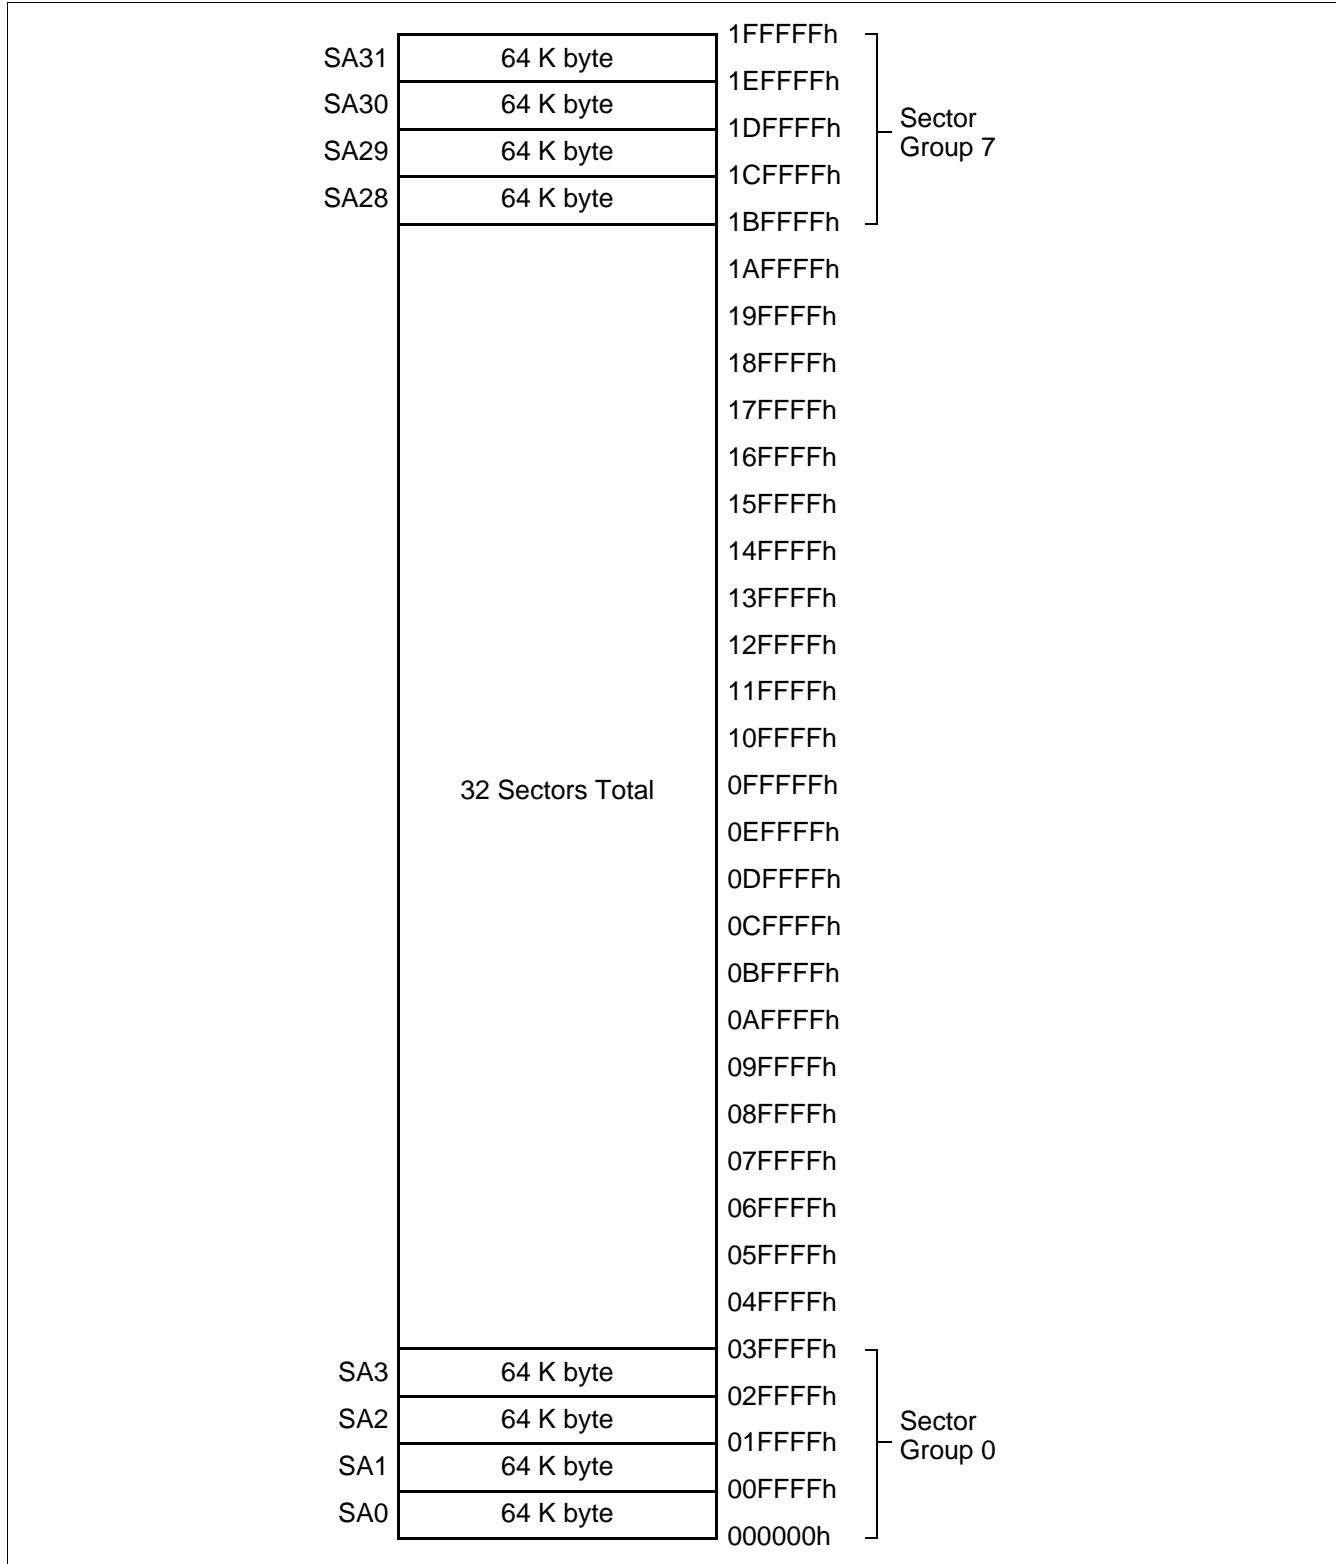 1FFFFFh
SA31 64 K byte
1EFFFFh
SA30 64 K byte
1DFFFFh
Sector
Group 7
SA29 64 K byte
1CFFFFh
SA28 64 K byte
1BFFFFh
1AFFFFh
19FFFFh
18FFFFh
17FFFFh
16FFFFh
15FFFFh
14FFFFh
13FFFFh
12FFFFh
11FFFFh
10FFFFh
32 Sectors Total 0FFFFFh
0EFFFFh
0DFFFFh
0CFFFFh
0BFFFFh
0AFFFFh
09FFFFh
08FFFFh
07FFFFh
06FFFFh
05FFFFh
04FFFFh
03FFFFh
SA3 64 K byte
02FFFFh
SA2 64 K byte
01FFFFh
Sector
Group 0
SA1 64 K byte
00FFFFh
SA0 64 K byte
000000h